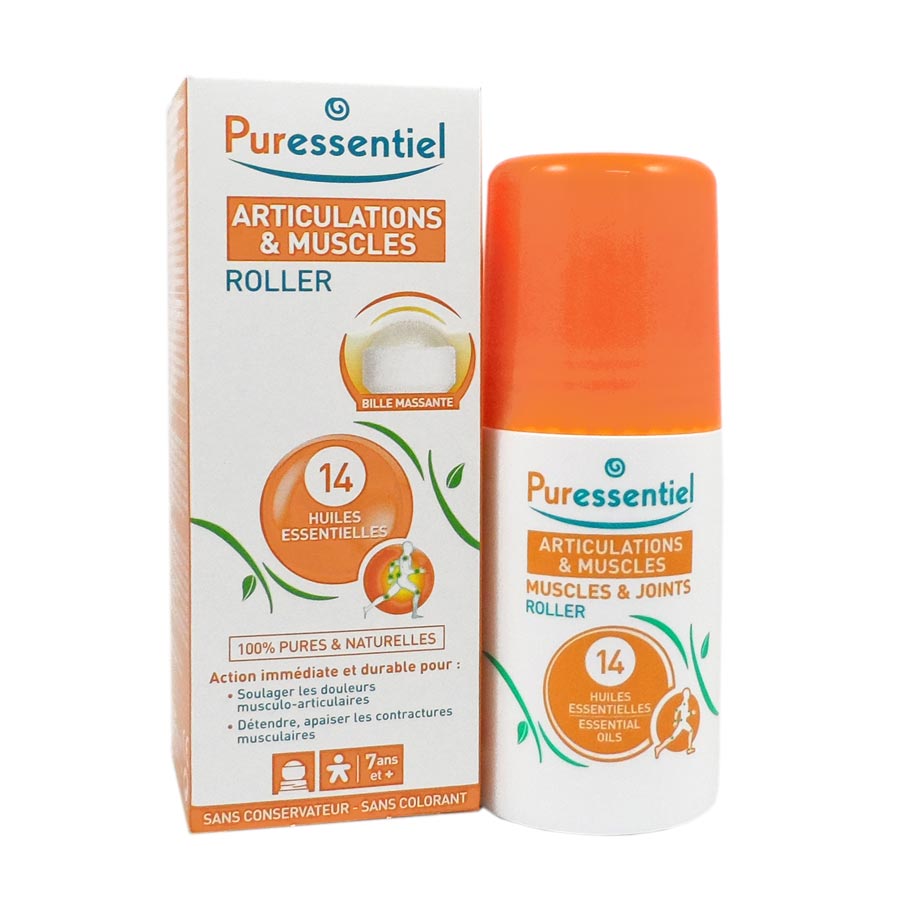 Puressentiel
ARTICULATIONS
& MUSCLES
ROLLER
BILLE MASSANTE
14
HUILES
ESSENTIELLES
100% PURES & NATURELLES
Action immédiate et durable pour :
• Soulager les douleurs
musculo-articulaires
• Détendre, apaiser les contractures
musculaires
7 ans
et +
SANS CONSERVATEUR - SANS COLORANT
Puressentiel
ARTICULATIONS
& MUSCLES
MUSCLES & JOINTS
ROLLER
14
HUILES
ESSENTIELLES
ESSENTIAL
OILS